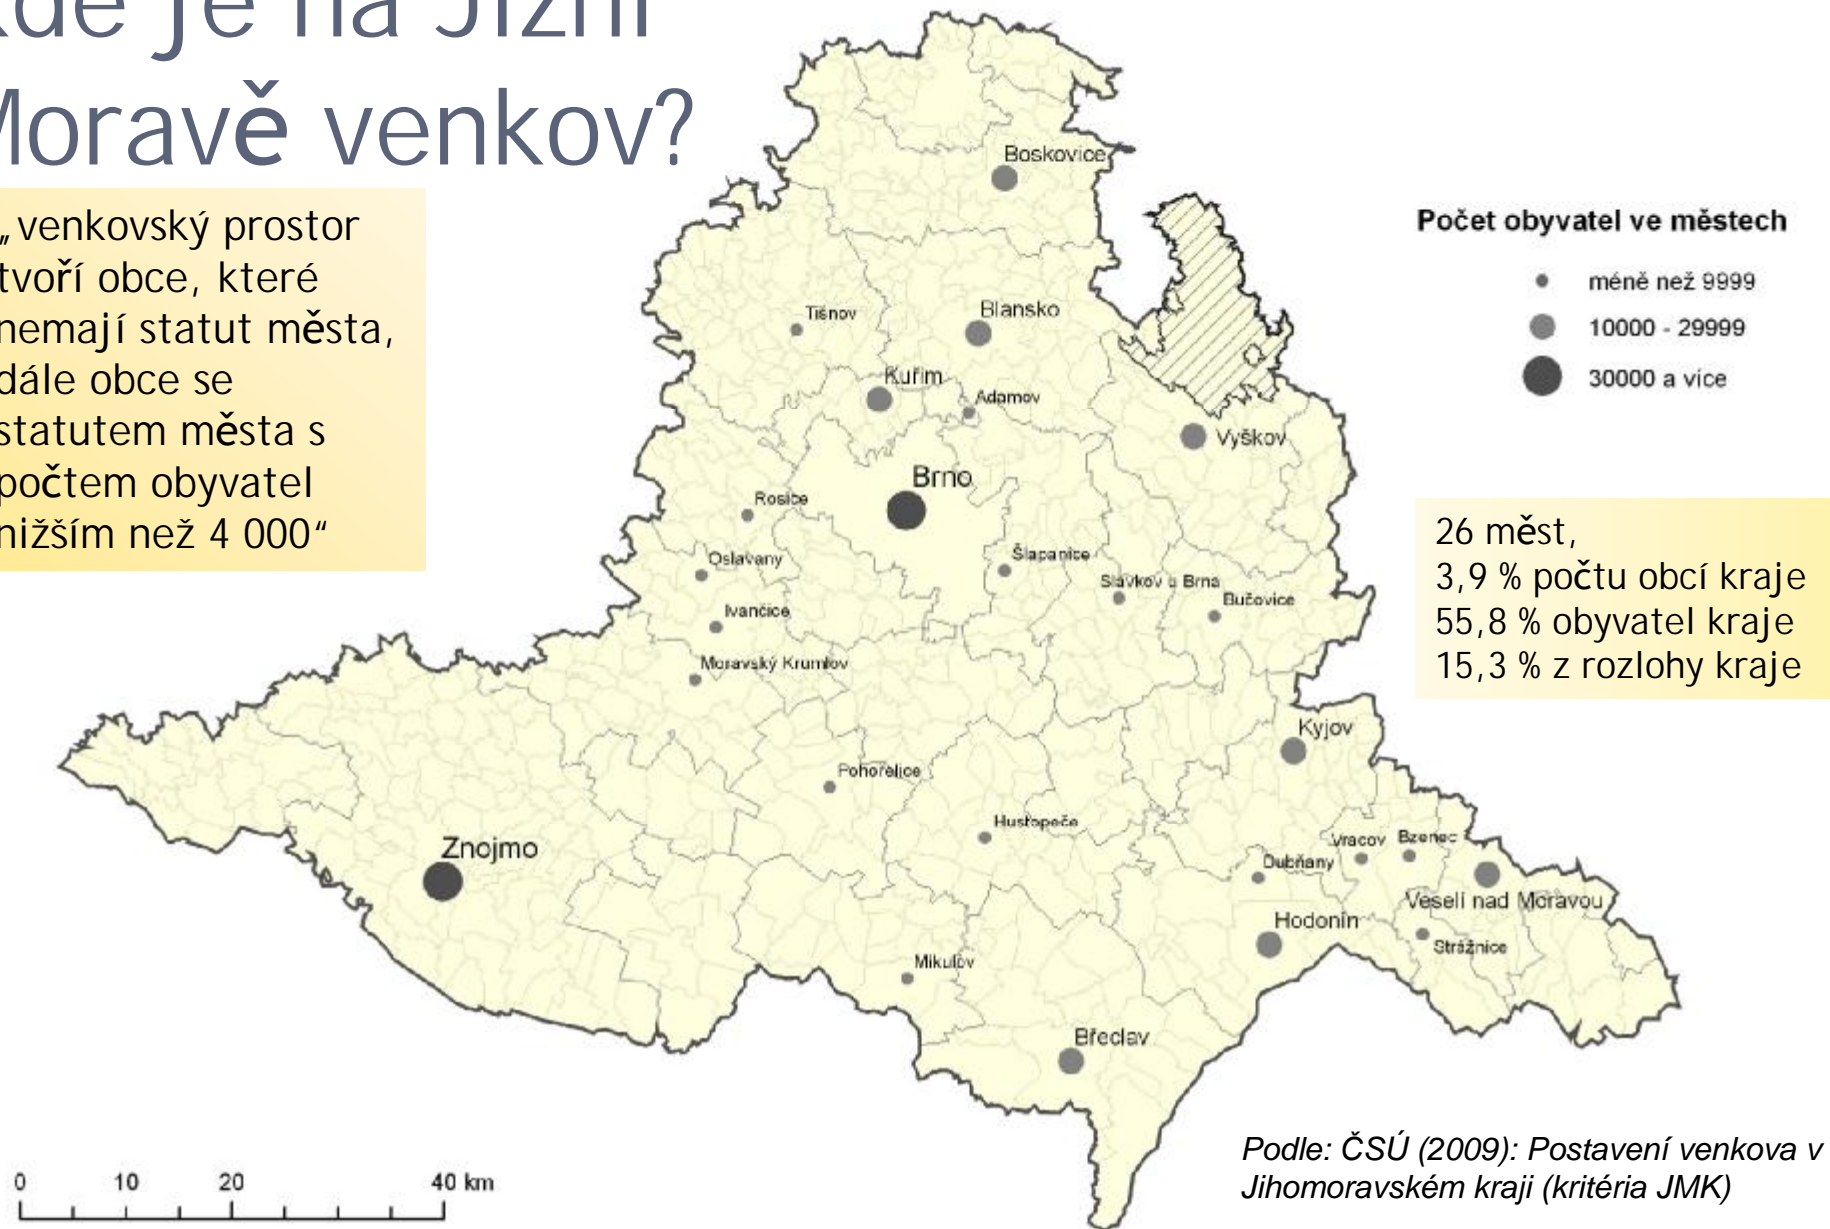 kde je na Jižní
Moravě venkov?
„venkovský prostor
tvoří obce, které
nemají statut města,
dále obce se
statutem města s
počtem obyvatel
nižším než 4 000“
Počet obyvatel ve městech
méně než 9999
10000 - 29999
30000 a více
26 měst,
3,9 % počtu obcí kraje
55,8 % obyvatel kraje
15,3 % z rozlohy kraje
Boskovice
Tišnov
Blansko
Kuřim
Adamov
Vyškov
Brno
Rosice
Oslavany
Šlapanice
Slavkov u Brna
Bučovice
Ivančice
Moravský Krumlov
Kyjov
Pohořelice
Hustopeče
Znojmo
Vracov
Bzenec
Dubňany
Veselí nad Moravou
Hodonín
Strážnice
Mikulov
Břeclav
0 10 20 40 km
Podle: ČSÚ (2009): Postavení venkova v
Jihomoravském kraji (kritéria JMK)